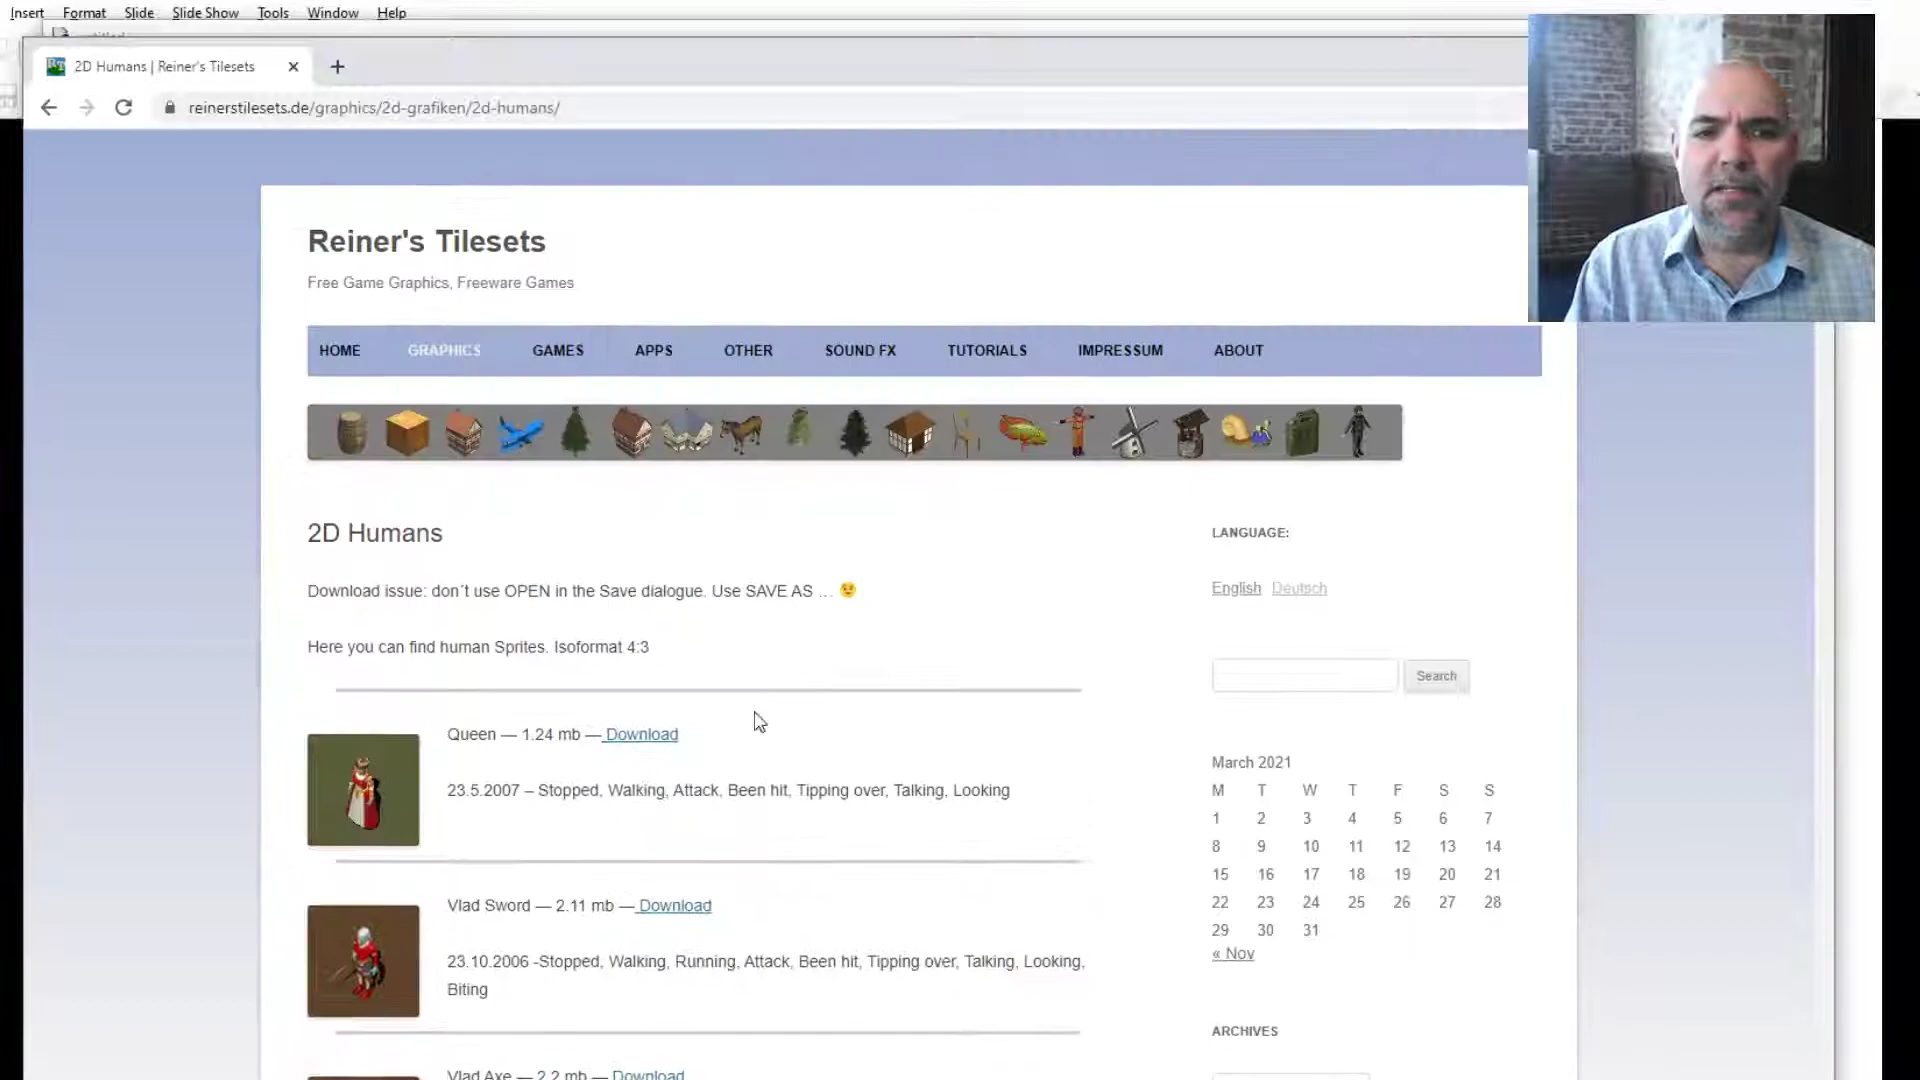 Insert Format Slide Slide Show Tools Window Help
2D Humans | Reiner's Tilesets
reinerstilesets.de/graphics/2d-grafiken/2d-humans/
Reiner's Tilesets
Free Game Graphics, Freeware Games
HOME GRAPHICS GAMES APPS OTHER SOUND FX TUTORIALS IMPRESSUM ABOUT
2D Humans
Download issue: don´t use OPEN in the Save dialogue. Use SAVE AS … 😉
Here you can find human Sprites. Isoformat 4:3
Queen — 1.24 mb — Download
23.5.2007 – Stopped, Walking, Attack, Been hit, Tipping over, Talking, Looking
Vlad Sword — 2.11 mb — Download
23.10.2006 -Stopped, Walking, Running, Attack, Been hit, Tipping over, Talking, Looking,
Biting
Vlad Axe — 2.2 mb — Download
LANGUAGE:
English Deutsch
Search
March 2021
M T W T F S S
1 2 3 4 5 6 7
8 9 10 11 12 13 14
15 16 17 18 19 20 21
22 23 24 25 26 27 28
29 30 31
« Nov
ARCHIVES